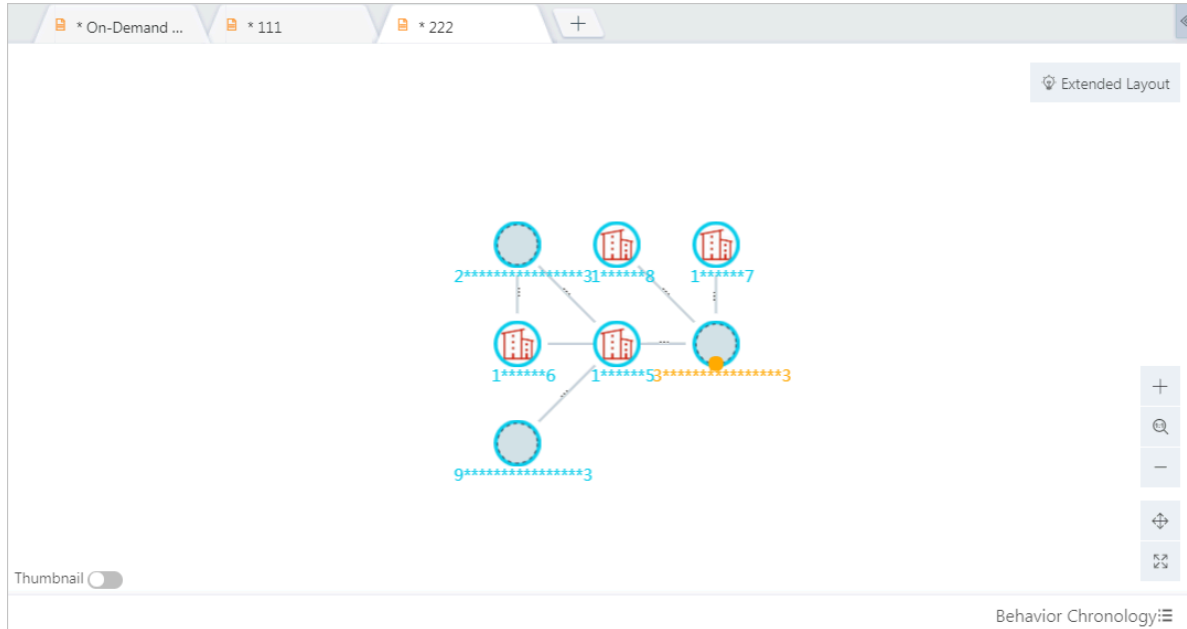 * On-Demand ...
* 111
* 222
Extended Layout
2****************3
1******8
1******7
1******6
1******5
3****************3
9****************3
Thumbnail
Behavior Chronology